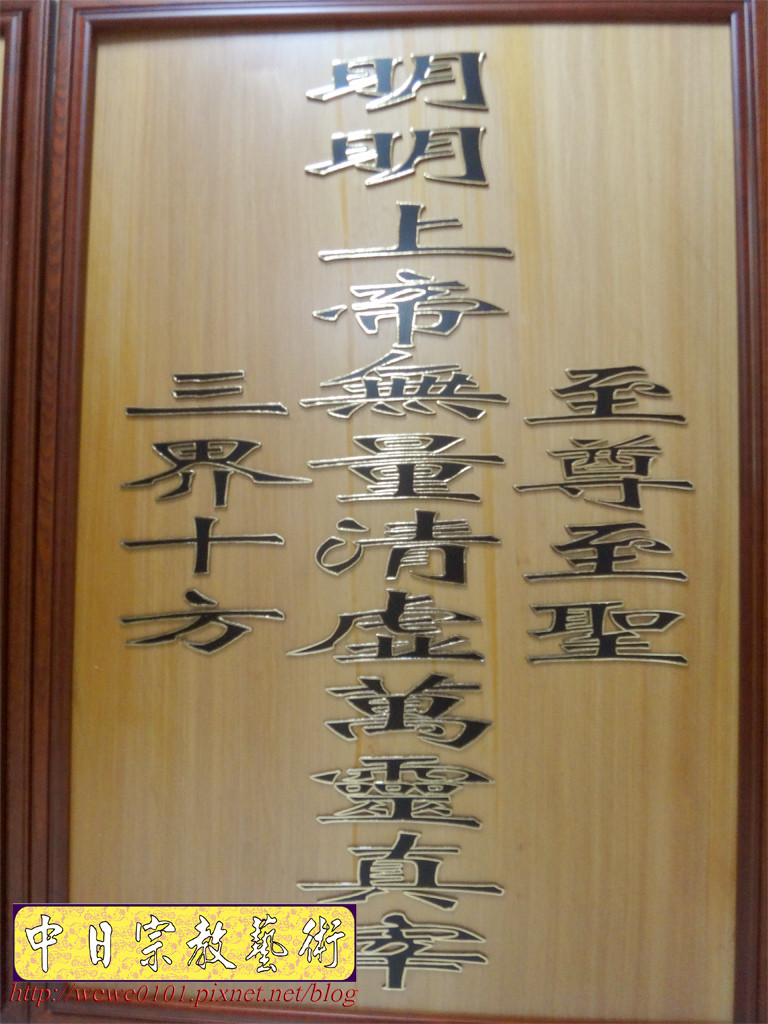 至尊至聖
明明上帝無量清虛萬靈真宰
三界十方
中日宗教藝術
http://wewe0101.pixnet.net/blog